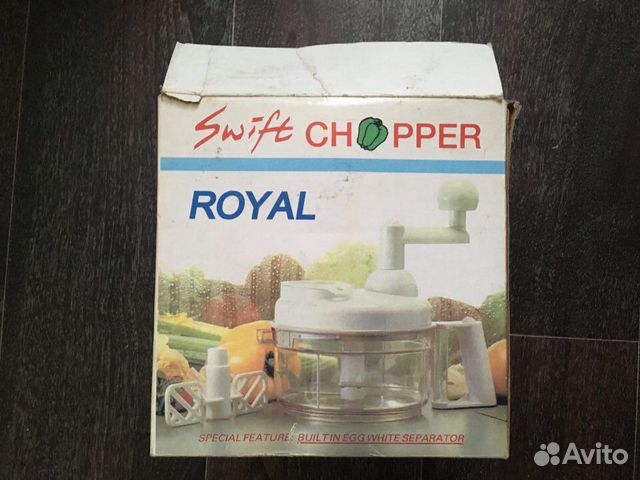 Swift CHOPPER
ROYAL
SPECIAL FEATURE: BUILT IN EGG WHITE SEPARATOR
Avito